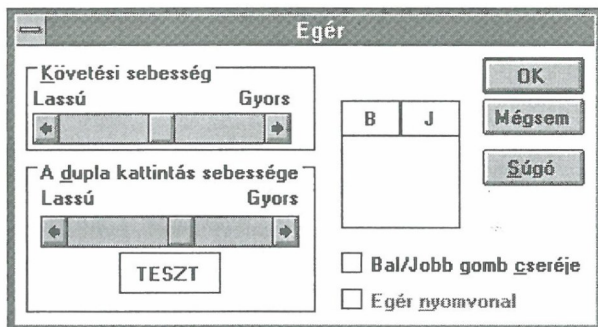 Egér
Követési sebesség
Lassú Gyors
A dupla kattintás sebessége
Lassú Gyors
TESZT
B J
Bal/Jobb gomb cseréje
Egér nyomvonal
OK
Mégsem
Súgó